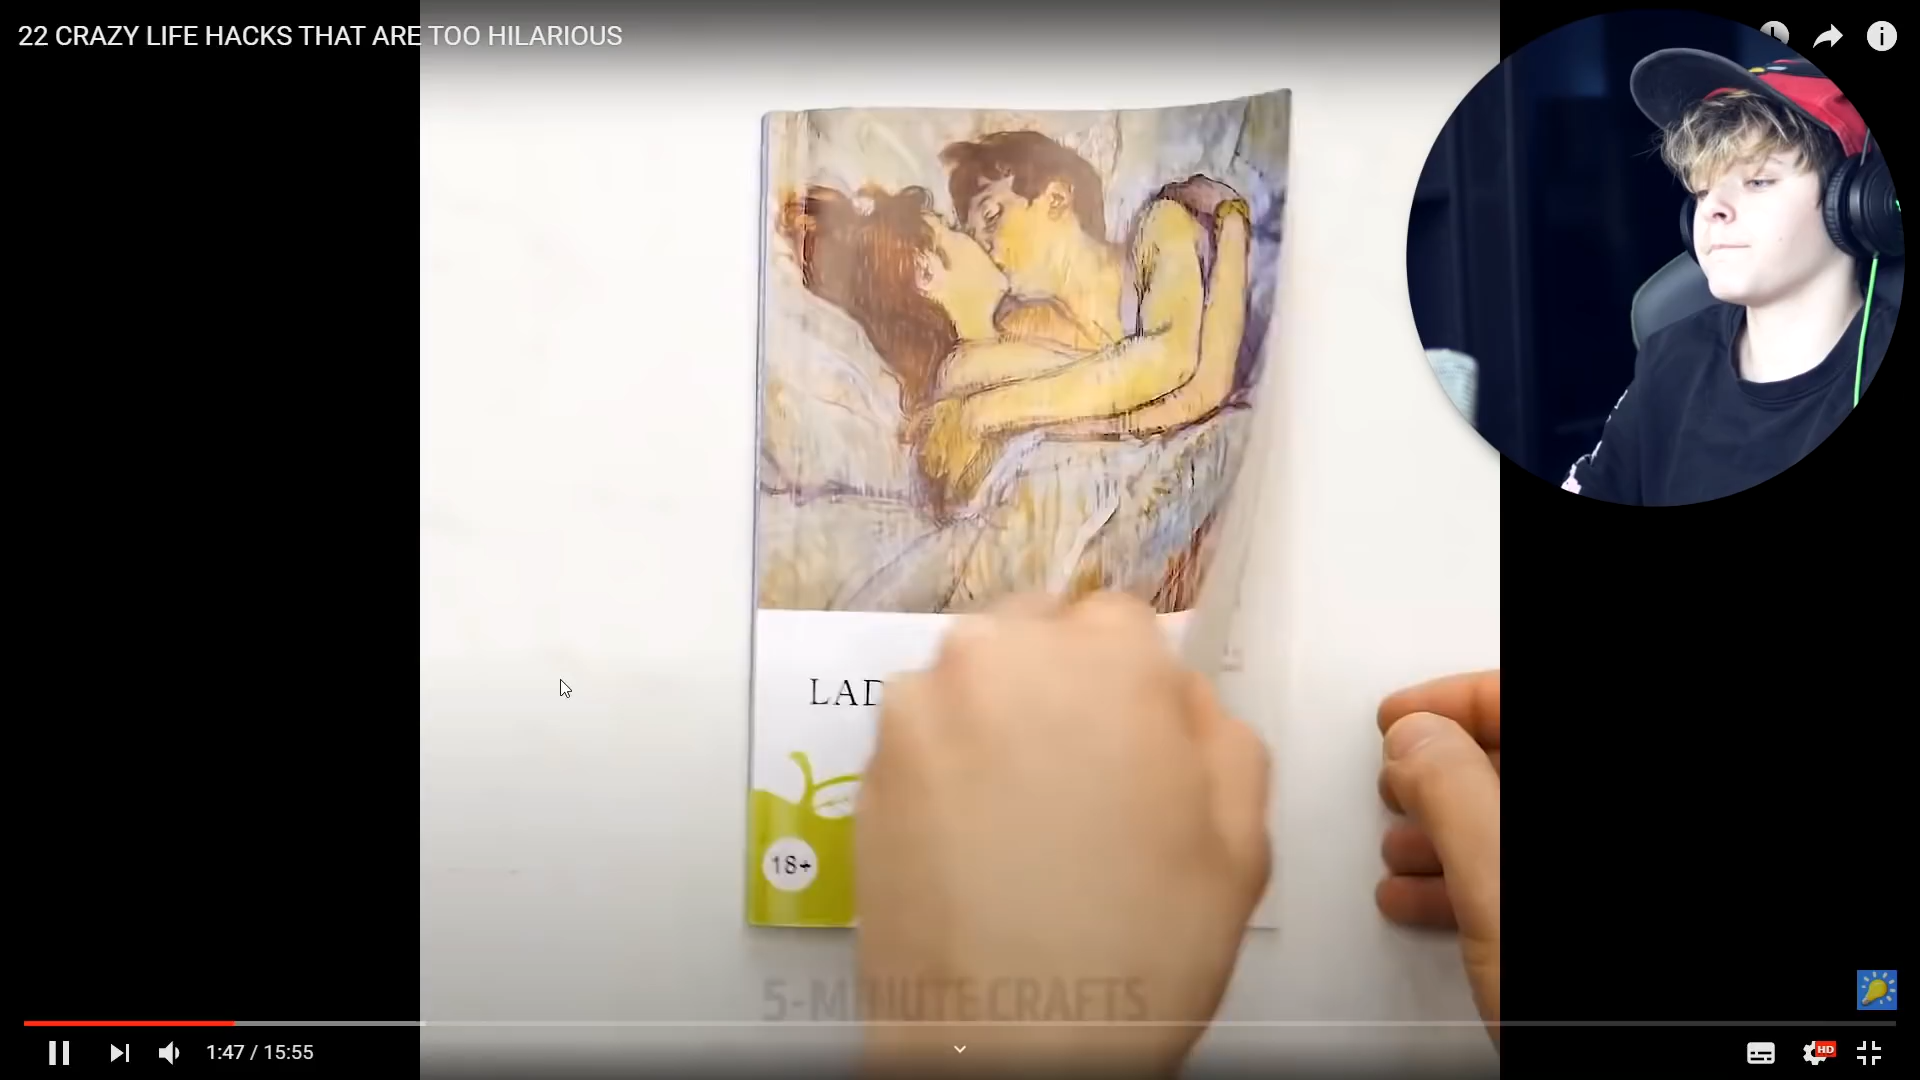 22 CRAZY LIFE HACKS THAT ARE TOO HILARIOUS
LAD
18+
5-MINUTE CRAFTS
1:47 / 15:55
HD